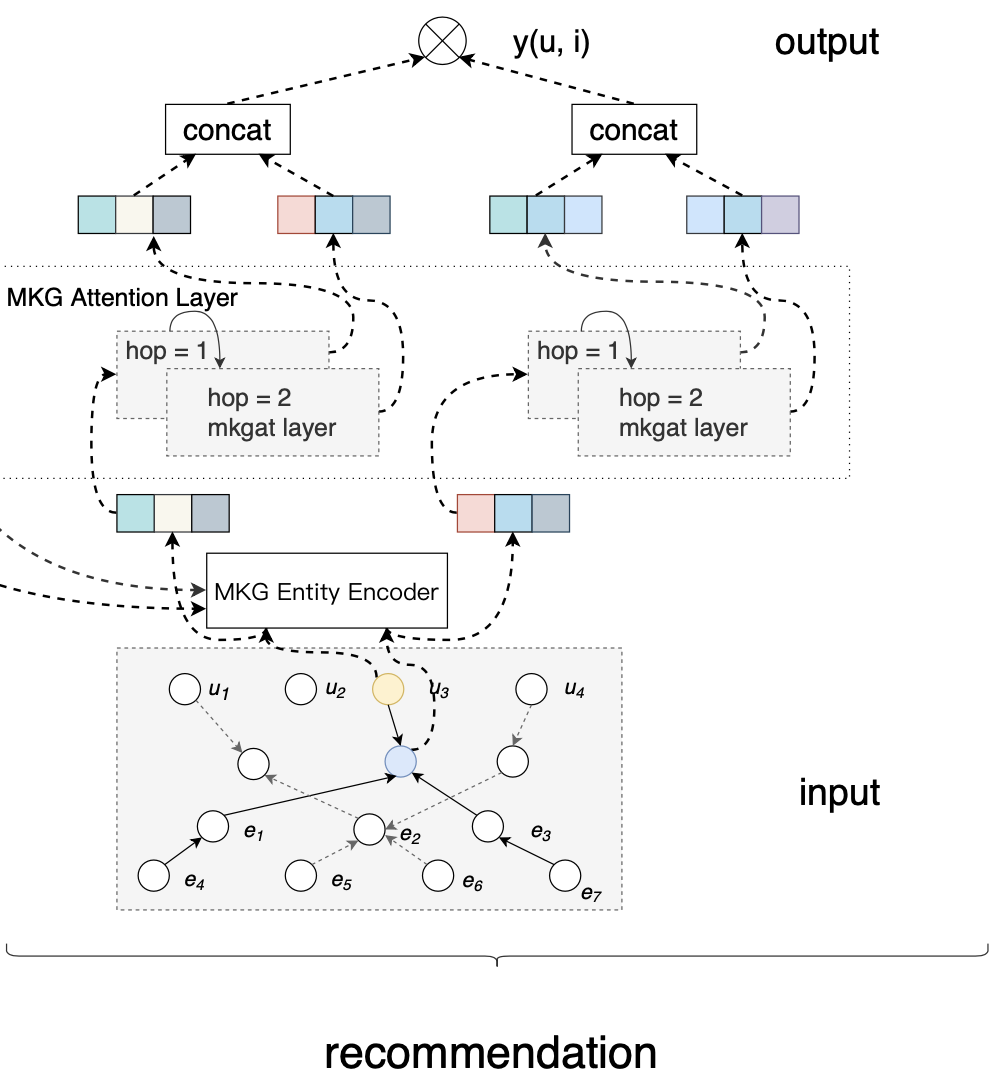 y(u, i)
output
concat
concat
MKG Attention Layer
hop = 1
hop = 2
mkgat layer
hop = 1
hop = 2
mkgat layer
MKG Entity Encoder
u1
u2
u3
u4
input
e1
e2
e3
e4
e5
e6
e7
recommendation